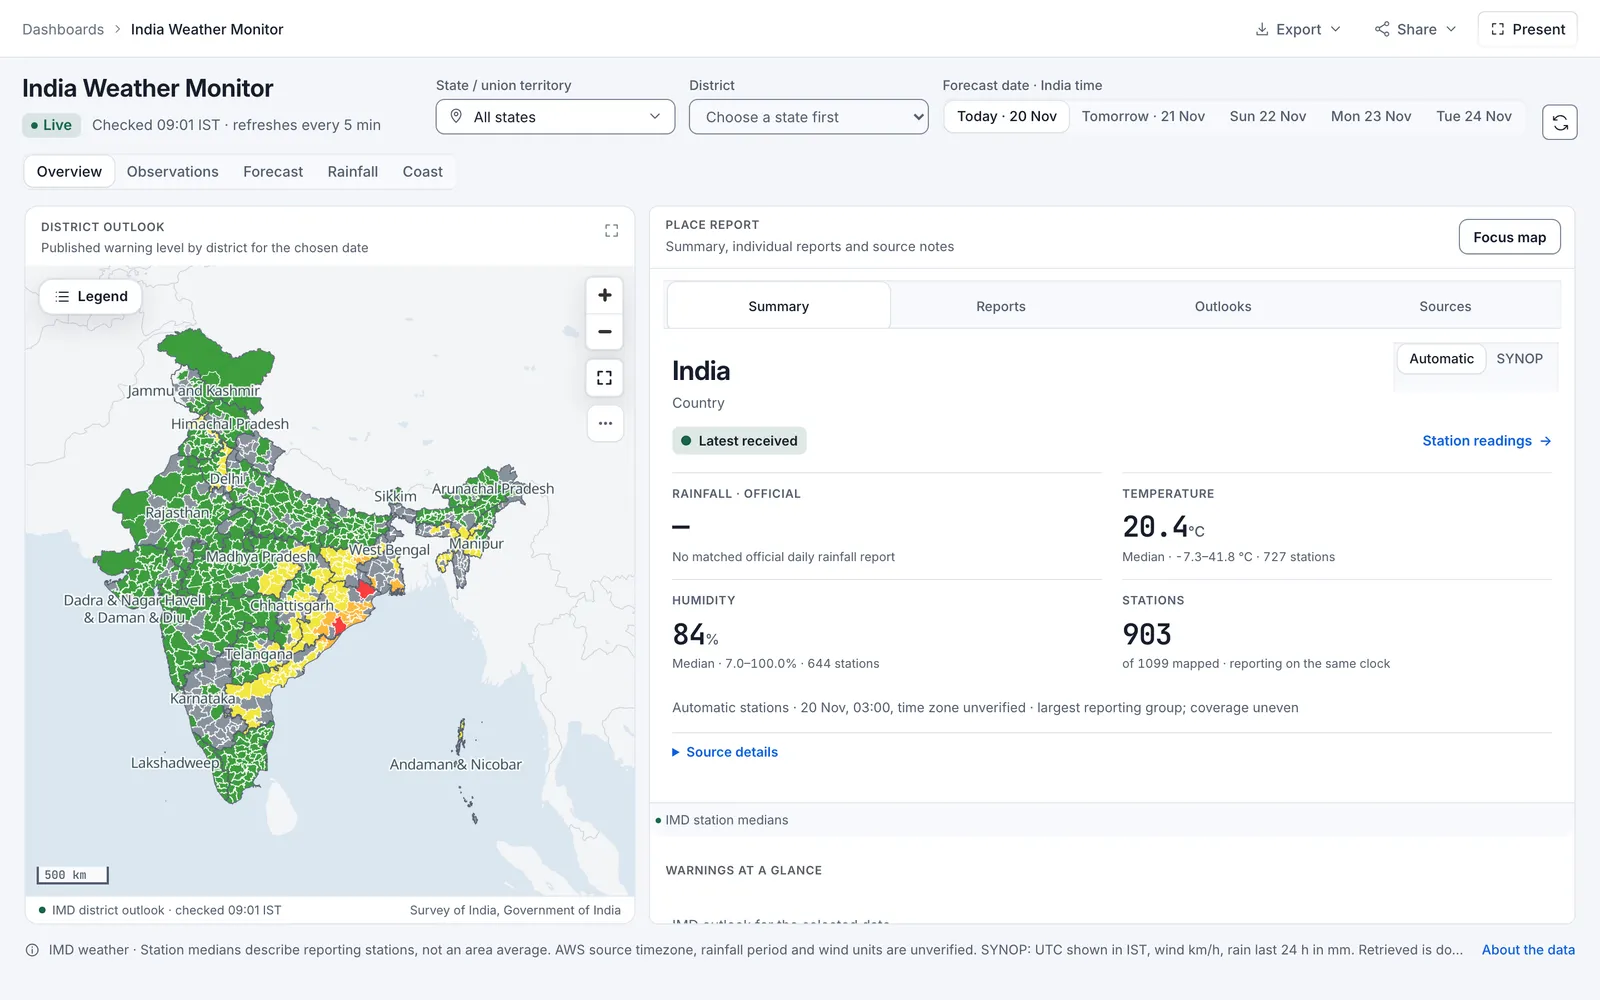 Dashboards > India Weather Monitor
Export
Share
Present
India Weather Monitor
Live
Checked 09:01 IST · refreshes every 5 min
State / union territory
All states
District
Choose a state first
Forecast date · India time
Today · 20 Nov
Tomorrow · 21 Nov
Sun 22 Nov
Mon 23 Nov
Tue 24 Nov
Overview
Observations
Forecast
Rainfall
Coast
DISTRICT OUTLOOK
Published warning level by district for the chosen date
Legend
Jammu and Kashmir
Himachal Pradesh
Delhi
Sikkim
Arunachal Pradesh
Rajasthan
Madhya Pradesh
West Bengal
Manipur
Dadra & Nagar Haveli
& Daman & Diu
Chhattisgarh
Telangana
Karnataka
Lakshadweep
Andaman & Nicobar
500 km
IMD district outlook · checked 09:01 IST
Survey of India, Government of India
PLACE REPORT
Summary, individual reports and source notes
Focus map
Summary
Reports
Outlooks
Sources
India
Country
Automatic
SYNOP
Latest received
Station readings →
RAINFALL · OFFICIAL
—
No matched official daily rainfall report
TEMPERATURE
20.4°C
Median · -7.3–41.8 °C · 727 stations
HUMIDITY
84%
Median · 7.0–100.0% · 644 stations
STATIONS
903
of 1099 mapped · reporting on the same clock
Automatic stations · 20 Nov, 03:00, time zone unverified · largest reporting group; coverage uneven
Source details
IMD station medians
WARNINGS AT A GLANCE
IMD outlook for the selected date
IMD weather · Station medians describe reporting stations, not an area average. AWS source timezone, rainfall period and wind units are unverified. SYNOP: UTC shown in IST, wind km/h, rain last 24 h in mm. Retrieved is do...
About the data